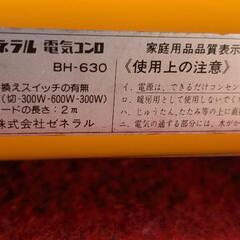 ネラル 電気コンロ
BH-630
換えスイッチの有無
(切-300W-600W-300W)
ードの長さ:2m
株式会社ゼネラル
家庭用品品質表示
《使用上の注意》
イ.電源は、できるだけコンセン
ロ.暖房用として使用しないでく
ハ.じゅうたん、たたみ等の上
ニ.電気の通る部分には、水が